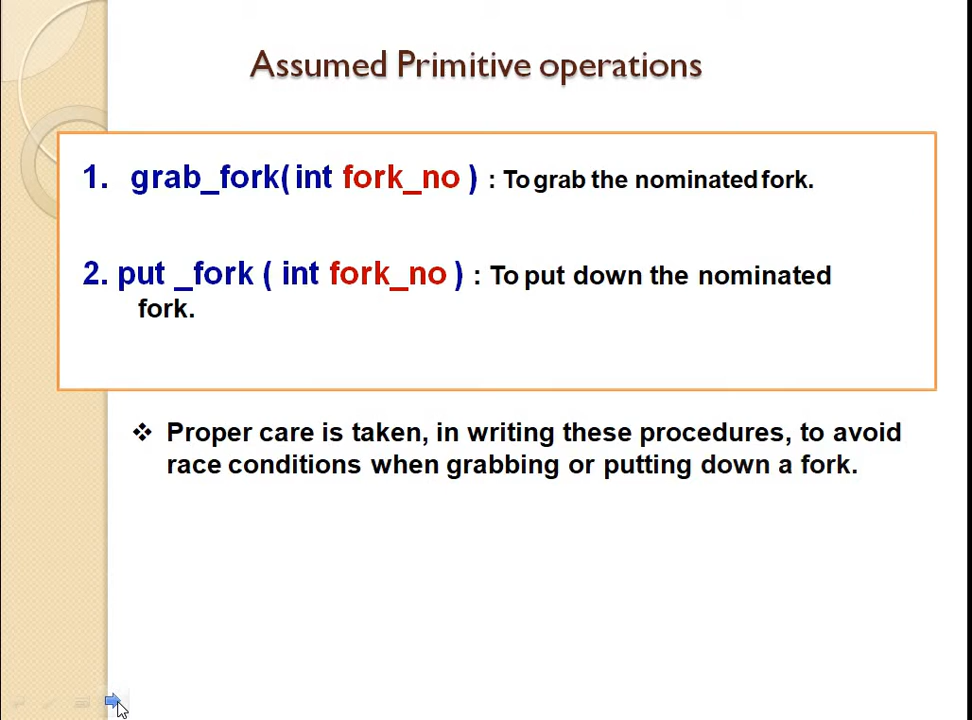 Assumed Primitive operations
1. grab_fork( int fork_no ) : To grab the nominated fork.
2. put _fork ( int fork_no ) : To put down the nominated
fork.
❖ Proper care is taken, in writing these procedures, to avoid
race conditions when grabbing or putting down a fork.